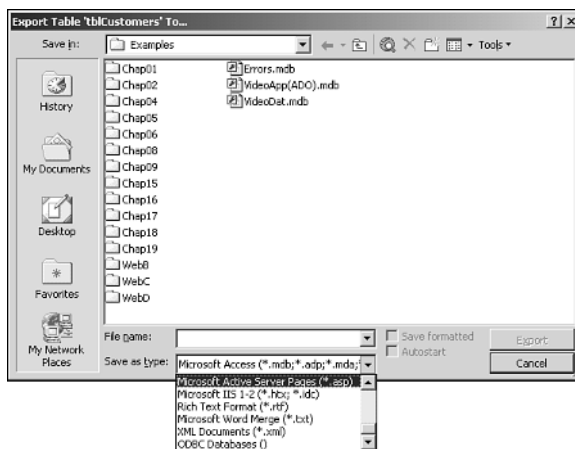 Export Table 'tblCustomers' To...
Save in:
Examples
Tools
History
My Documents
Desktop
Favorites
My Network Places
Chap01
Chap02
Chap04
Chap05
Chap06
Chap08
Chap09
Chap15
Chap16
Chap17
Chap18
Chap19
WebB
WebC
WebD
Errors.mdb
VideoApp(ADO).mdb
VideoDat.mdb
File name:
Save formatted
Autostart
Export
Save as type:
Microsoft Access (*.mdb;*.adp;*.mda;
Cancel
Microsoft Active Server Pages (*.asp)
Microsoft IIS 1-2 (*.htx; *.idc)
Rich Text Format (*.rtf)
Microsoft Word Merge (*.txt)
XML Documents (*.xml)
ODBC Databases ()